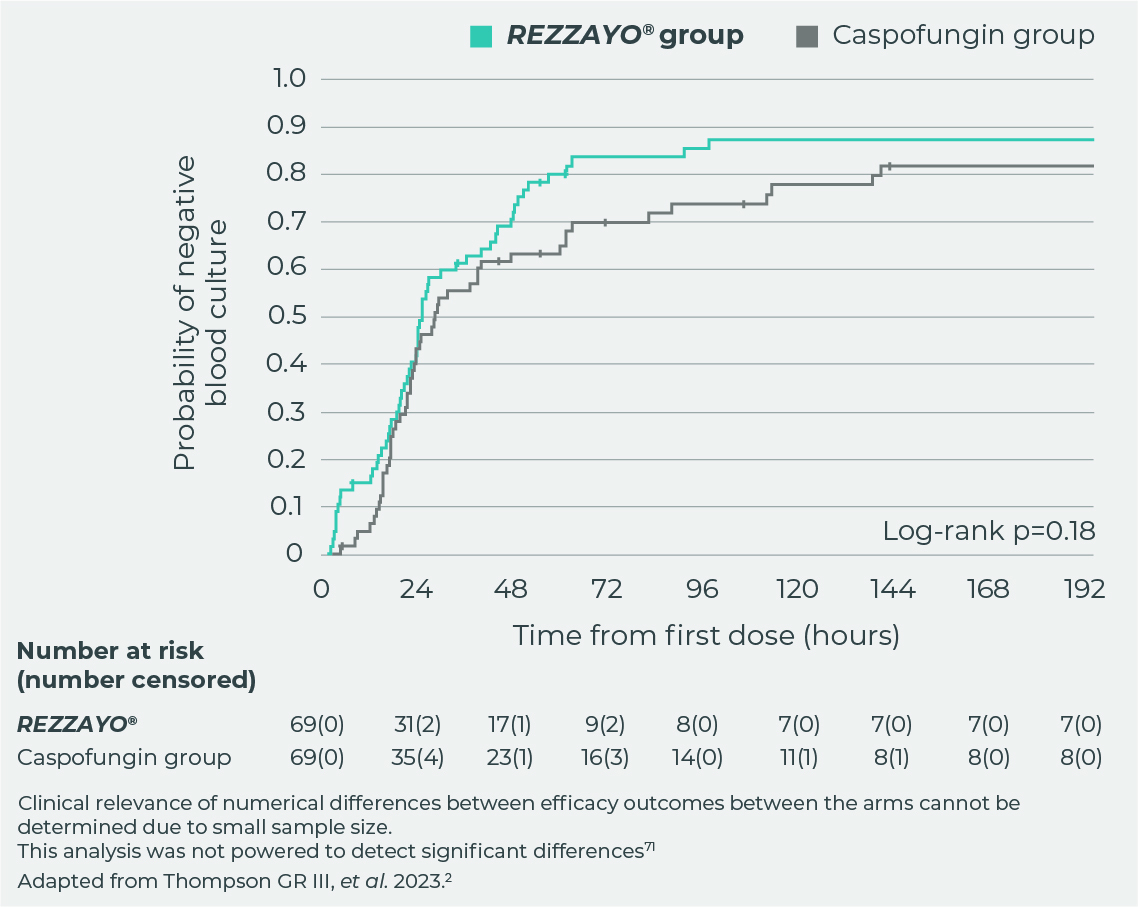 REZZAYO® group
Caspofungin group
Probability of negative
blood culture
1.0
0.9
0.8
0.7
0.6
0.5
0.4
0.3
0.2
0.1
0
Log-rank p=0.18
0 24 48 72 96 120 144 168 192
Time from first dose (hours)
Number at risk
(number censored)
REZZAYO® 69(0) 31(2) 17(1) 9(2) 8(0) 7(0) 7(0) 7(0) 7(0)
Caspofungin group 69(0) 35(4) 23(1) 16(3) 14(0) 11(1) 8(1) 8(0) 8(0)
Clinical relevance of numerical differences between efficacy outcomes between the arms cannot be
determined due to small sample size.
This analysis was not powered to detect significant differences⁷¹
Adapted from Thompson GR III, et al. 2023.²